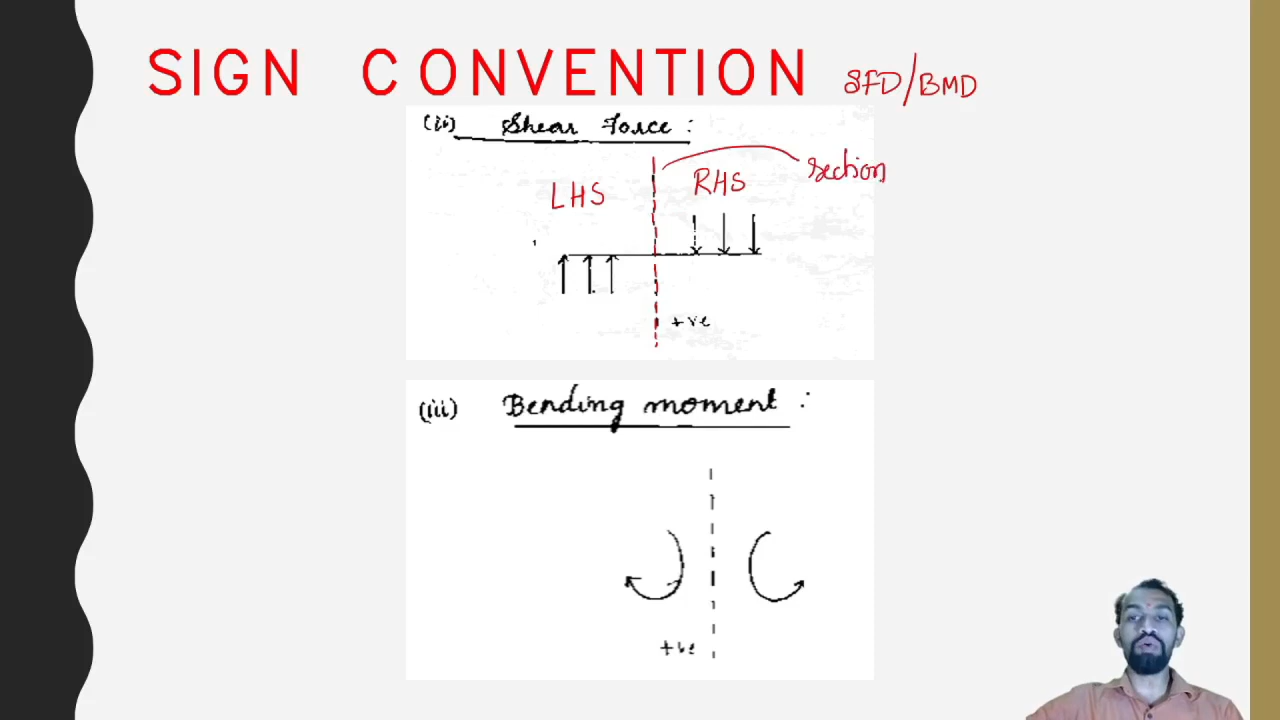 SIGN CONVENTION SFD/BMD
(ii) Shear Force :
LHS RHS section
+ve
(iii) Bending moment :
+ve